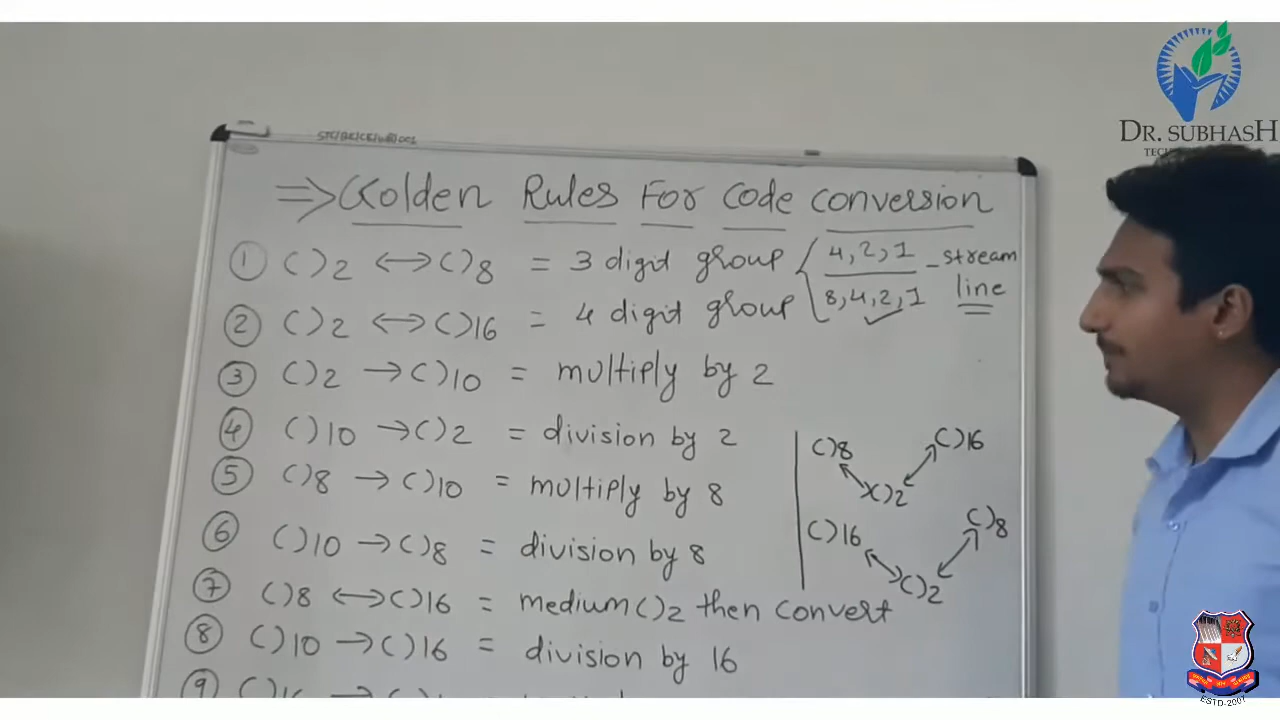 DR. SUBHASH
⇒ Golden Rules For Code conversion
① ( )2 ⟷ ( )8 = 3 digit group { 4,2,1 - stream
② ( )2 ⟷ ( )16 = 4 digit group { 8,4,2,1 ✓ line
③ ( )2 → ( )10 = multiply by 2
④ ( )10 → ( )2 = division by 2
⑤ ( )8 → ( )10 = multiply by 8
⑥ ( )10 → ( )8 = division by 8
⑦ ( )8 ⟷ ( )16 = medium ( )2 then convert
⑧ ( )10 → ( )16 = division by 16
⑨
( )8 ( )16
( )2
( )16 ( )8
( )2
ESTD-2007